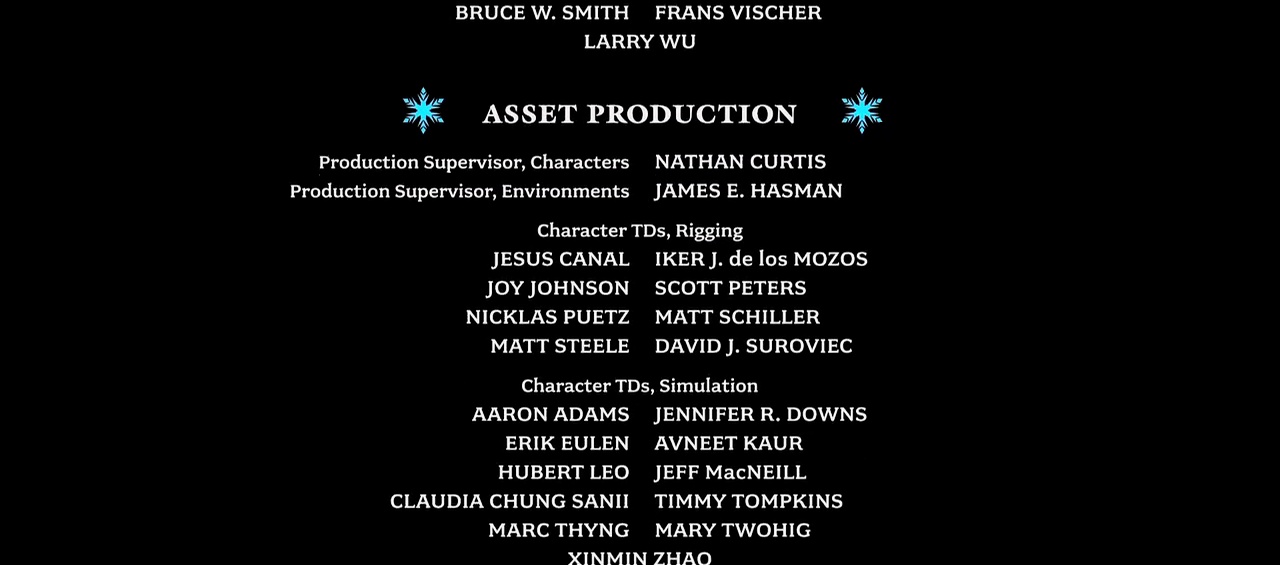 BRUCE W. SMITH FRANS VISCHER
LARRY WU
ASSET PRODUCTION
Production Supervisor, Characters NATHAN CURTIS
Production Supervisor, Environments JAMES E. HASMAN
Character TDs, Rigging
JESUS CANAL IKER J. de los MOZOS
JOY JOHNSON SCOTT PETERS
NICKLAS PUETZ MATT SCHILLER
MATT STEELE DAVID J. SUROVIEC
Character TDs, Simulation
AARON ADAMS JENNIFER R. DOWNS
ERIK EULEN AVNEET KAUR
HUBERT LEO JEFF MacNEILL
CLAUDIA CHUNG SANII TIMMY TOMPKINS
MARC THYNG MARY TWOHIG
XINMIN ZHAO